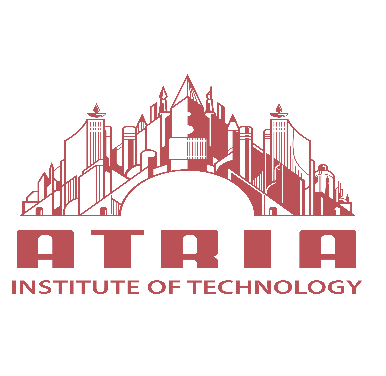 ATRIA
INSTITUTE OF TECHNOLOGY